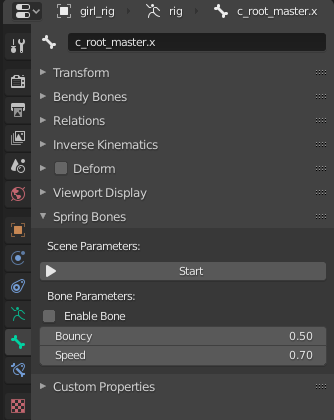 girl_rig › rig › c_root_master.x
c_root_master.x
Transform
Bendy Bones
Relations
Inverse Kinematics
Deform
Viewport Display
Spring Bones
Scene Parameters:
Start
Bone Parameters:
Enable Bone
Bouncy 0.50
Speed 0.70
Custom Properties